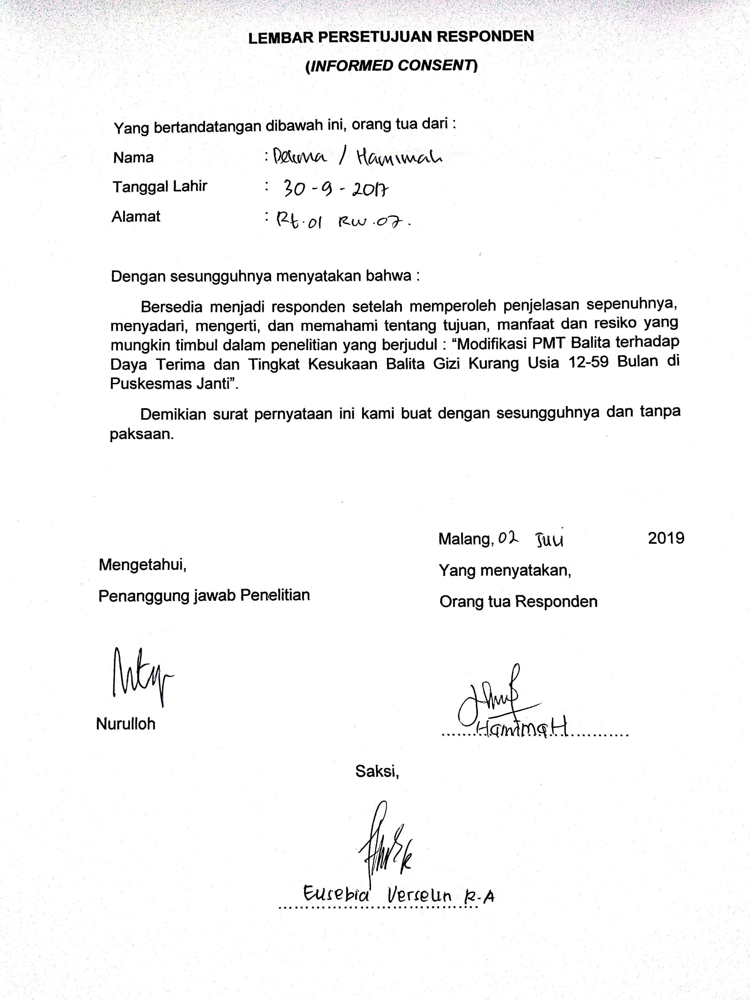 LEMBAR PERSETUJUAN RESPONDEN
(INFORMED CONSENT)
Yang bertandatangan dibawah ini, orang tua dari :
Nama : Delima / Hamimah
Tanggal Lahir : 30 - 9 - 2017
Alamat : Rt.01 RW.07.
Dengan sesungguhnya menyatakan bahwa :
Bersedia menjadi responden setelah memperoleh penjelasan sepenuhnya,
menyadari, mengerti, dan memahami tentang tujuan, manfaat dan resiko yang
mungkin timbul dalam penelitian yang berjudul : “Modifikasi PMT Balita terhadap
Daya Terima dan Tingkat Kesukaan Balita Gizi Kurang Usia 12-59 Bulan di
Puskesmas Janti”.
Demikian surat pernyataan ini kami buat dengan sesungguhnya dan tanpa
paksaan.
Malang, 02 Juli 2019
Mengetahui,
Yang menyatakan,
Penanggung jawab Penelitian
Orang tua Responden
Nurulloh
HamimaH
Saksi,
Eusebia Verselin R.A